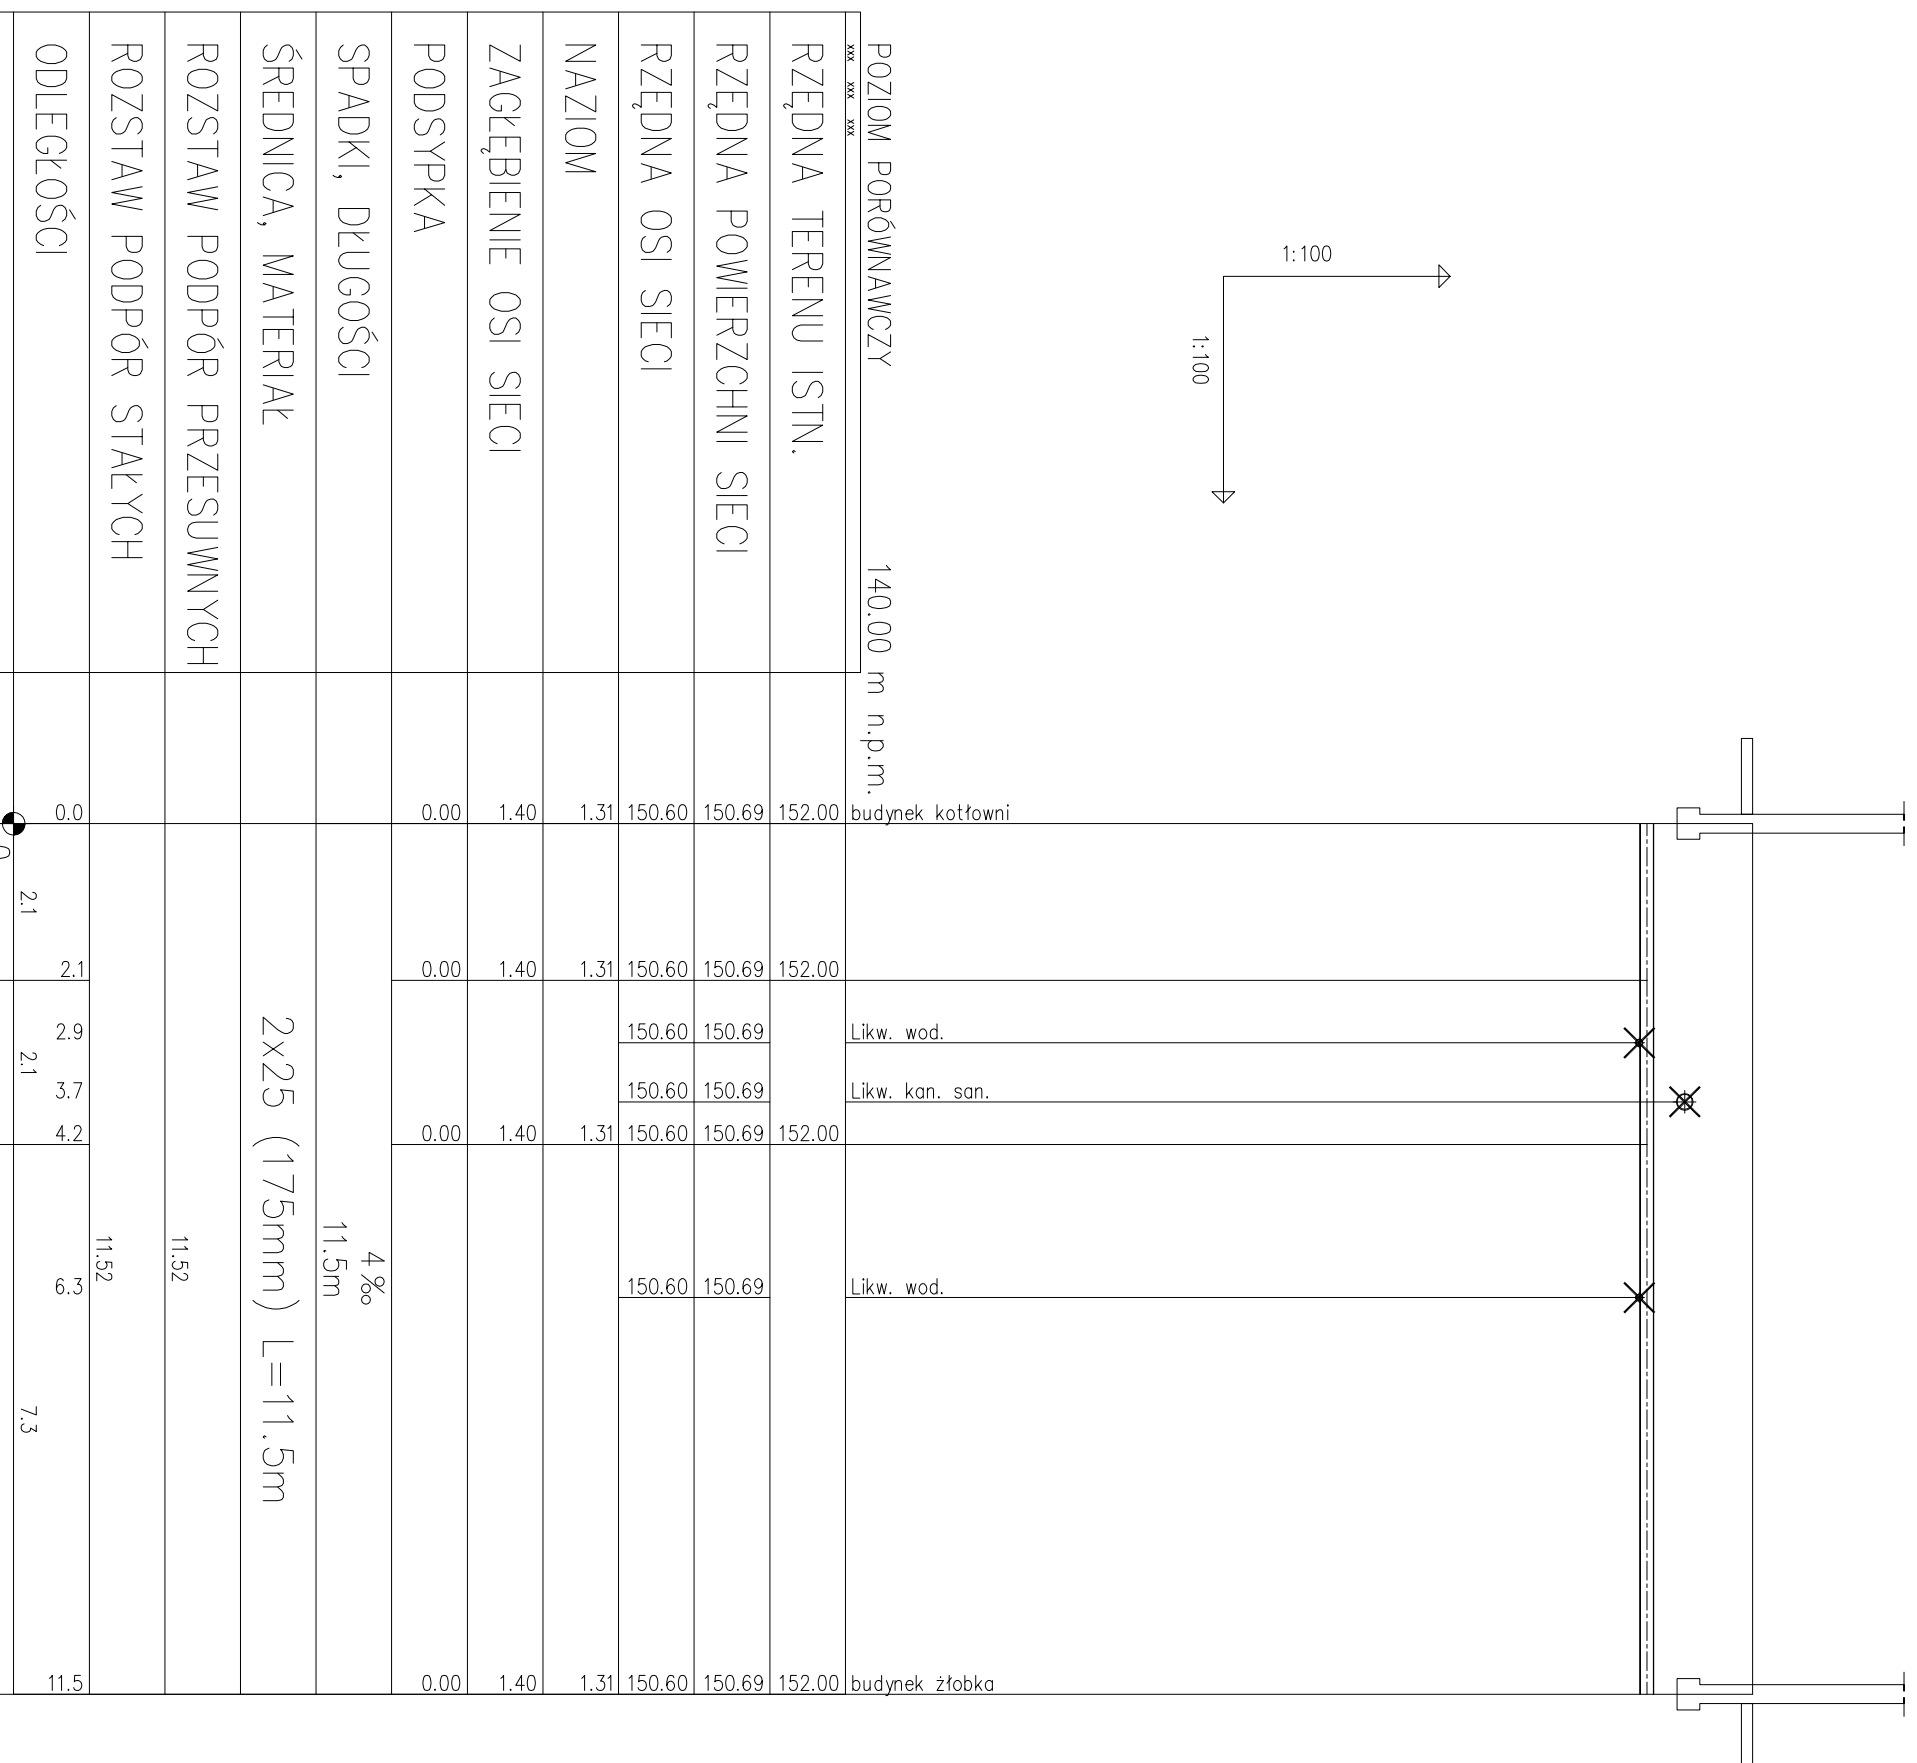 1:100
1:100
POZIOM PORÓWNAWCZY 140.00 m n.p.m.
xxx xxx xxx
budynek kotłowni
Likw. wod.
Likw. kan. san.
Likw. wod.
budynek żłobka
RZĘDNA TERENU ISTN.
152.00
152.00
152.00
152.00
RZĘDNA POWIERZCHNI SIECI
150.69
150.69
150.69
150.69
150.69
150.69
150.69
RZĘDNA OSI SIECI
150.60
150.60
150.60
150.60
150.60
150.60
150.60
NAZIOM
1.31
1.31
1.31
1.31
ZAGŁĘBIENIE OSI SIECI
1.40
1.40
1.40
1.40
PODSYPKA
0.00
0.00
0.00
0.00
SPADKI, DŁUGOŚCI
4 ‰
11.5m
ŚREDNICA, MATERIAŁ
2x25 (175mm) L=11.5m
ROZSTAW PODPÓR PRZESUWNYCH
11.52
ROZSTAW PODPÓR STAŁYCH
11.52
ODLEGŁOŚCI
0.0
2.1
2.9
3.7
4.2
6.3
11.5
2.1
2.1
7.3